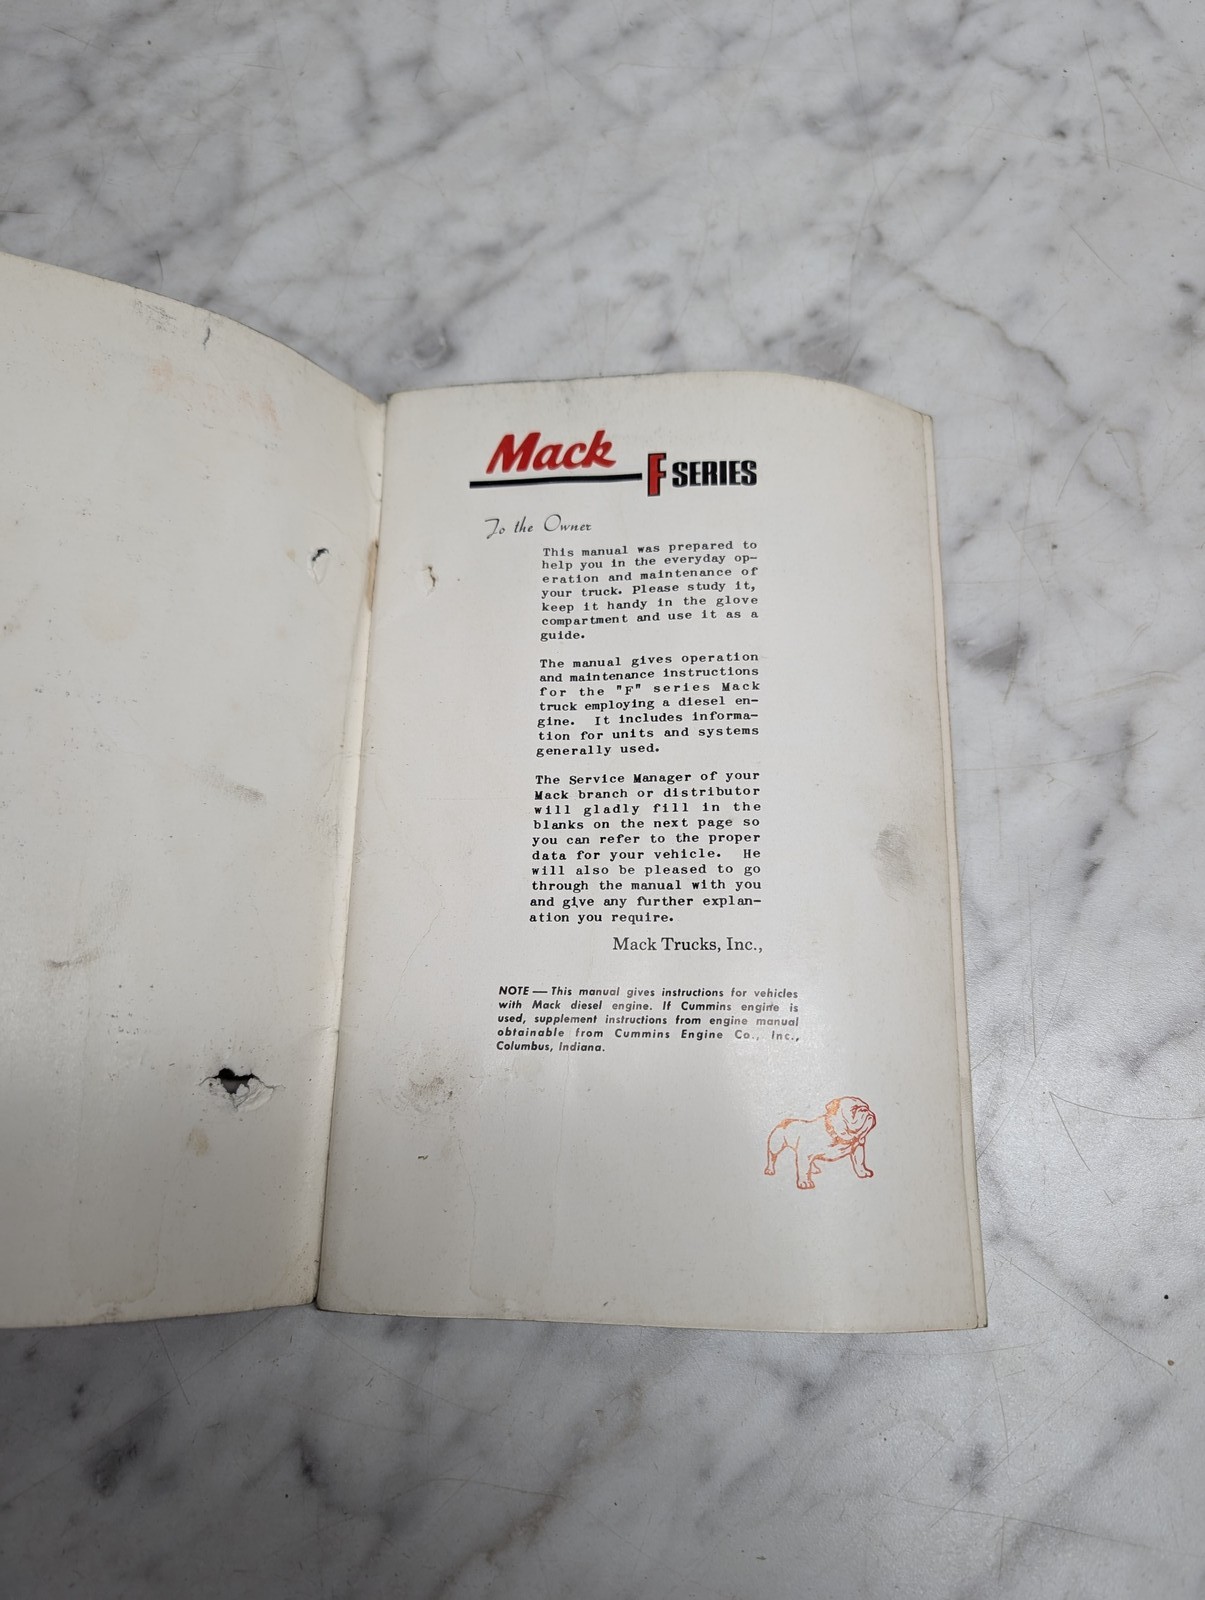 Mack
F SERIES
To the Owner
This manual was prepared to
help you in the everyday op-
eration and maintenance of
your truck. Please study it,
keep it handy in the glove
compartment and use it as a
guide.
The manual gives operation
and maintenance instructions
for the "F" series Mack
truck employing a diesel en-
gine. It includes informa-
tion for units and systems
generally used.
The Service Manager of your
Mack branch or distributor
will gladly fill in the
blanks on the next page so
you can refer to the proper
data for your vehicle. He
will also be pleased to go
through the manual with you
and give any further explan-
ation you require.
Mack Trucks, Inc.,
NOTE — This manual gives instructions for vehicles
with Mack diesel engine. If Cummins engine is
used, supplement instructions from engine manual
obtainable from Cummins Engine Co., Inc.,
Columbus, Indiana.